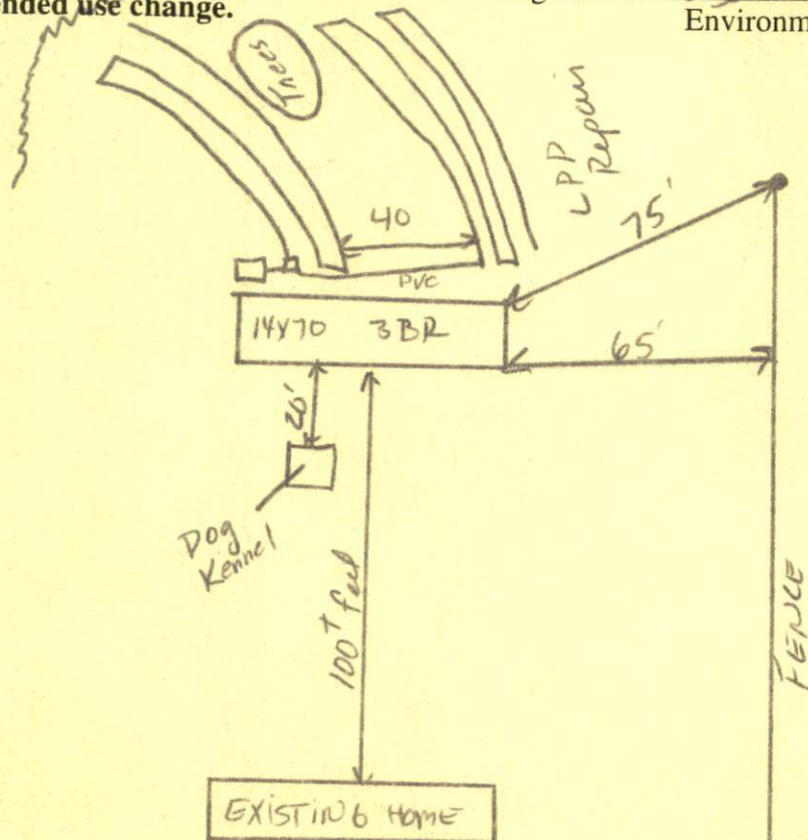 ended use change.
Environm
Trees
LPP
Repair
40
75'
PVC
14x70 3BR
65'
20'
Dog
Kennel
100+ feet
FENCE
EXISTING HOME